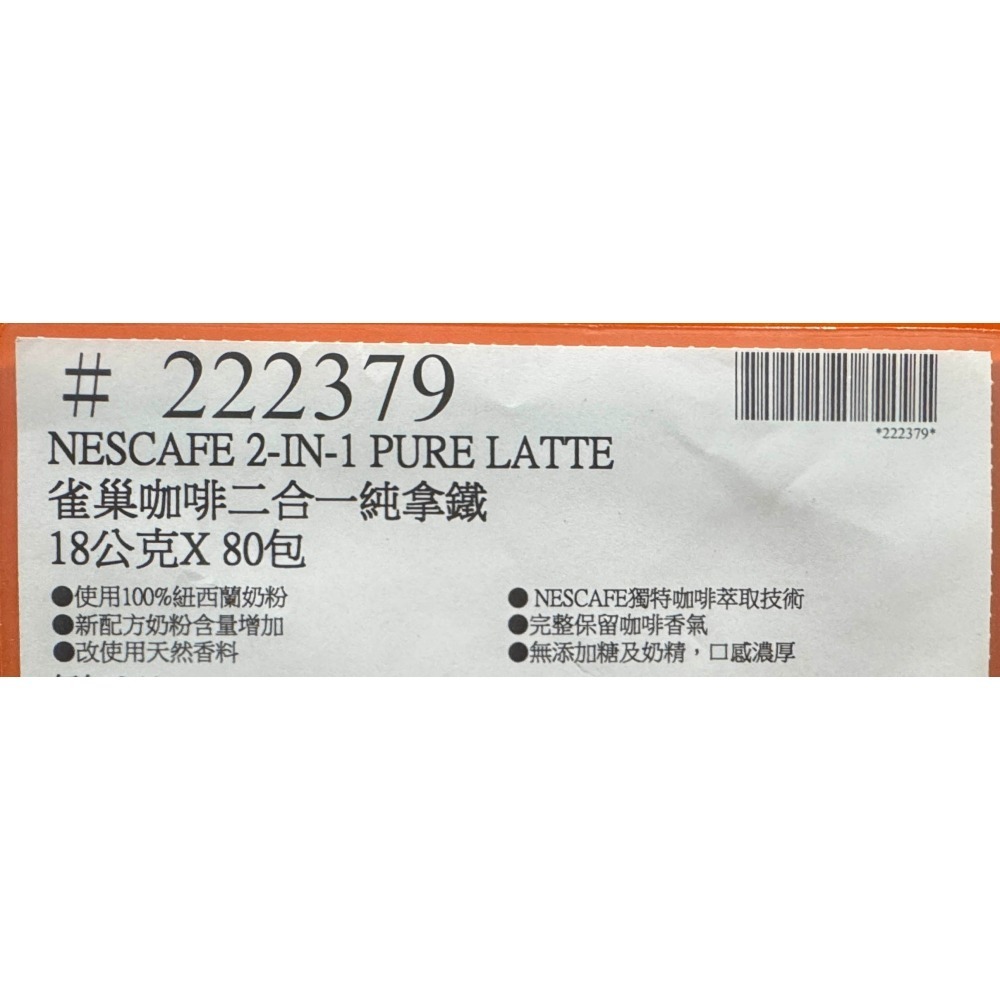 # 222379
*222379*
NESCAFE 2-IN-1 PURE LATTE
雀巢咖啡二合一純拿鐵
18公克X 80包
●使用100%紐西蘭奶粉
●新配方奶粉含量增加
●改使用天然香料
● NESCAFE獨特咖啡萃取技術
●完整保留咖啡香氣
●無添加糖及奶精，口感濃厚